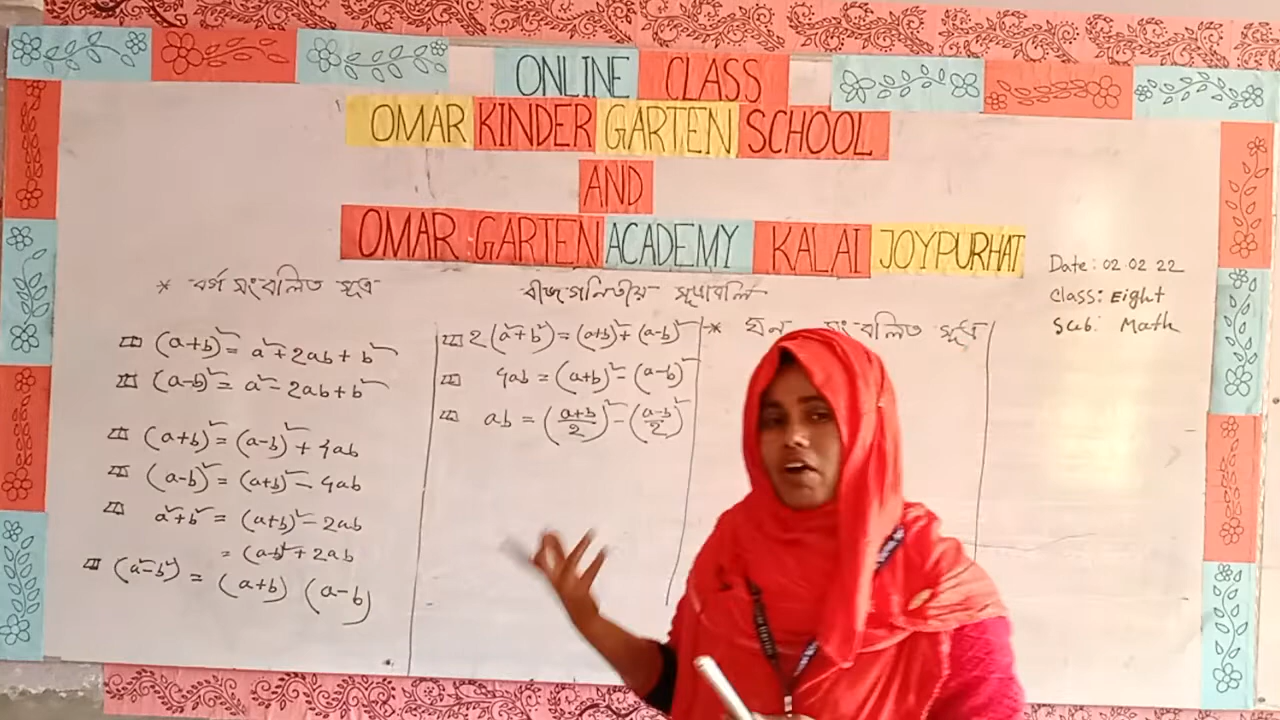 ONLINE CLASS
OMAR KINDER GARTEN SCHOOL
AND
OMAR GARTEN ACADEMY KALAI JOYPURHAT
Date: 02.02.22
Class: Eight
Sub: Math
বীজগনিতীয় সূত্রাবলি
* বর্গ সংবলিত সূত্র
(a+b)² = a²+2ab+b²
(a-b)² = a²-2ab+b²
(a+b)² = (a-b)² + 4ab
(a-b)² = (a+b)² - 4ab
a²+b² = (a+b)² - 2ab
= (a-b)² + 2ab
(a²-b²) = (a+b) (a-b)
2(a²+b²) = (a+b)²+(a-b)²
4ab = (a+b)²-(a-b)²
ab = (a+b/2)² - (a-b/2)²
* ঘন সংবলিত সূত্র